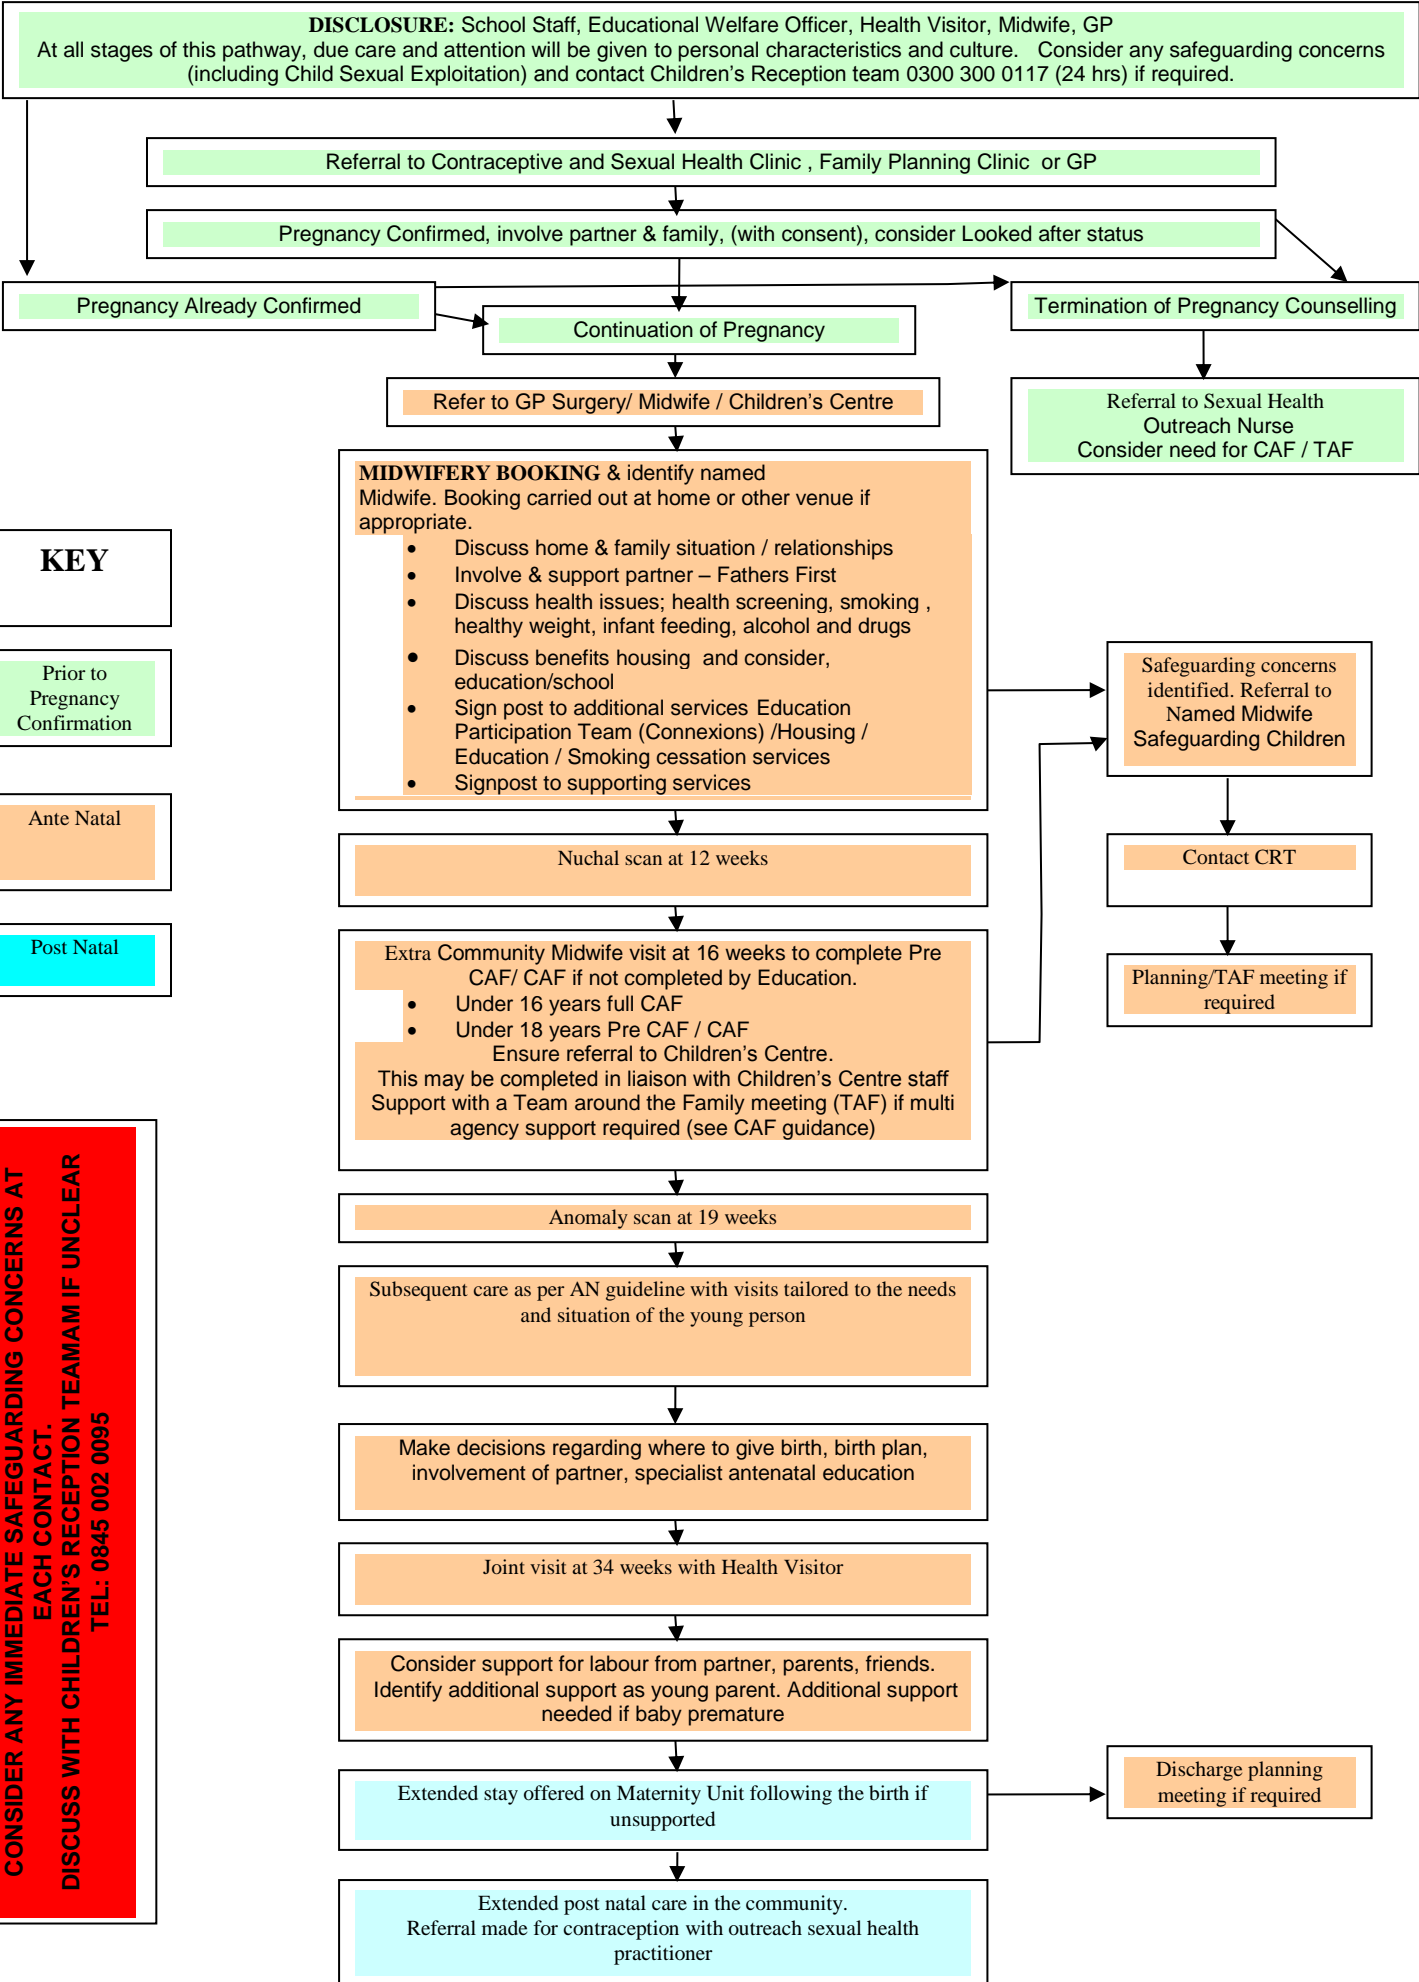 DISCLOSURE: School Staff, Educational Welfare Officer, Health Visitor, Midwife, GP
At all stages of this pathway, due care and attention will be given to personal characteristics and culture. Consider any safeguarding concerns
(including Child Sexual Exploitation) and contact Children's Reception team 0300 300 0117 (24 hrs) if required.
Referral to Contraceptive and Sexual Health Clinic , Family Planning Clinic or GP
Pregnancy Confirmed, involve partner & family, (with consent), consider Looked after status
Pregnancy Already Confirmed
Continuation of Pregnancy
Termination of Pregnancy Counselling
Refer to GP Surgery/ Midwife / Children's Centre
Referral to Sexual Health
Outreach Nurse
Consider need for CAF / TAF
MIDWIFERY BOOKING & identify named
Midwife. Booking carried out at home or other venue if
appropriate.
• Discuss home & family situation / relationships
• Involve & support partner – Fathers First
• Discuss health issues; health screening, smoking ,
healthy weight, infant feeding, alcohol and drugs
• Discuss benefits housing and consider,
education/school
• Sign post to additional services Education
Participation Team (Connexions) /Housing /
Education / Smoking cessation services
• Signpost to supporting services
KEY
Prior to
Pregnancy
Confirmation
Ante Natal
Post Natal
Safeguarding concerns
identified. Referral to
Named Midwife
Safeguarding Children
Contact CRT
Planning/TAF meeting if
required
Nuchal scan at 12 weeks
Extra Community Midwife visit at 16 weeks to complete Pre
CAF/ CAF if not completed by Education.
• Under 16 years full CAF
• Under 18 years Pre CAF / CAF
Ensure referral to Children's Centre.
This may be completed in liaison with Children's Centre staff
Support with a Team around the Family meeting (TAF) if multi
agency support required (see CAF guidance)
CONSIDER ANY IMMEDIATE SAFEGUARDING CONCERNS AT
EACH CONTACT.
DISCUSS WITH CHILDREN'S RECEPTION TEAMAM IF UNCLEAR
TEL: 0845 002 0095
Anomaly scan at 19 weeks
Subsequent care as per AN guideline with visits tailored to the needs
and situation of the young person
Make decisions regarding where to give birth, birth plan,
involvement of partner, specialist antenatal education
Joint visit at 34 weeks with Health Visitor
Consider support for labour from partner, parents, friends.
Identify additional support as young parent. Additional support
needed if baby premature
Extended stay offered on Maternity Unit following the birth if
unsupported
Discharge planning
meeting if required
Extended post natal care in the community.
Referral made for contraception with outreach sexual health
practitioner